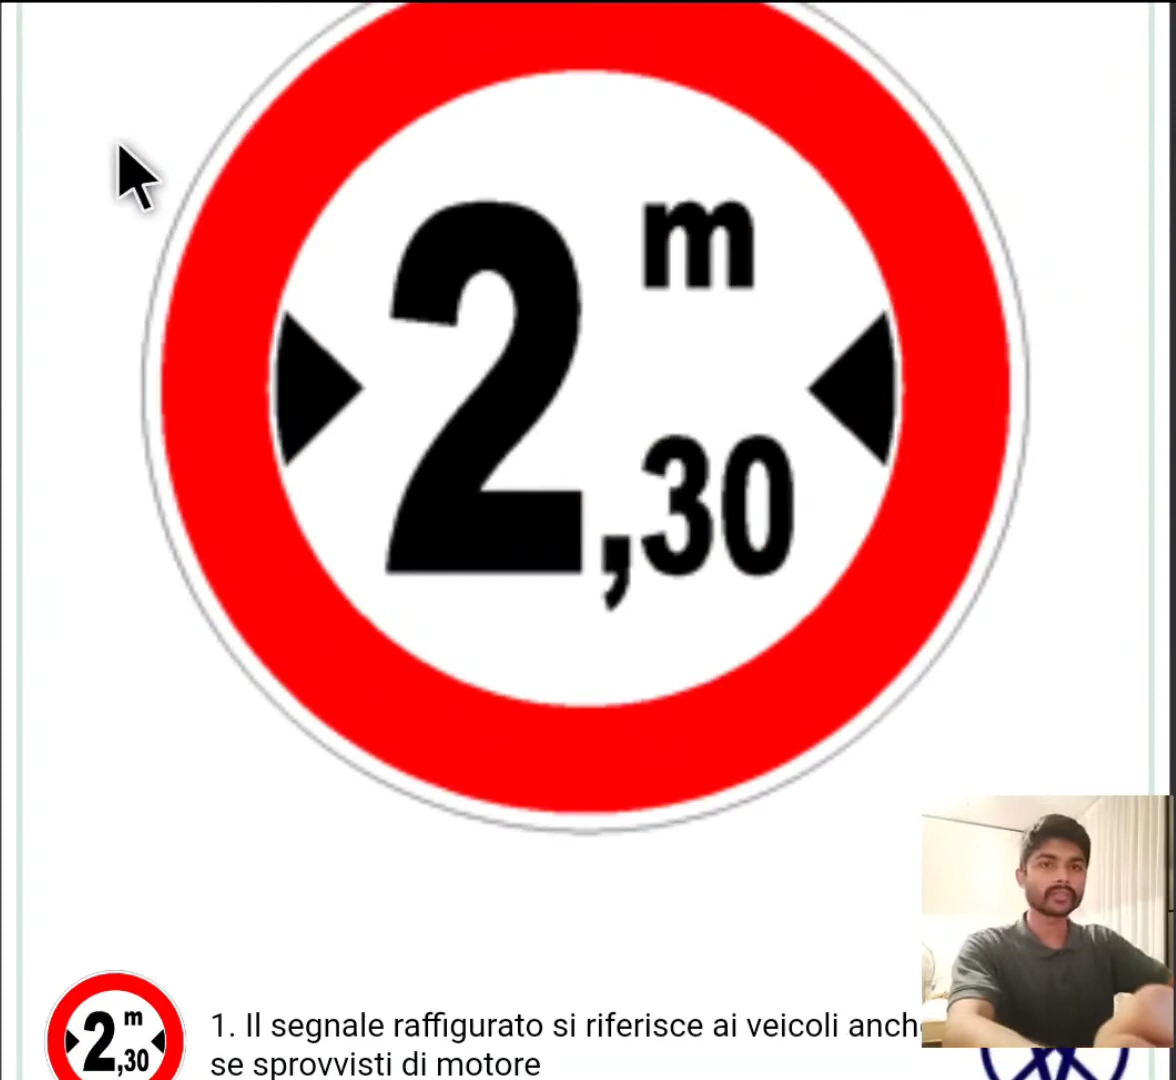 2 m
,30
2 m
,30
1. Il segnale raffigurato si riferisce ai veicoli anch
se sprovvisti di motore